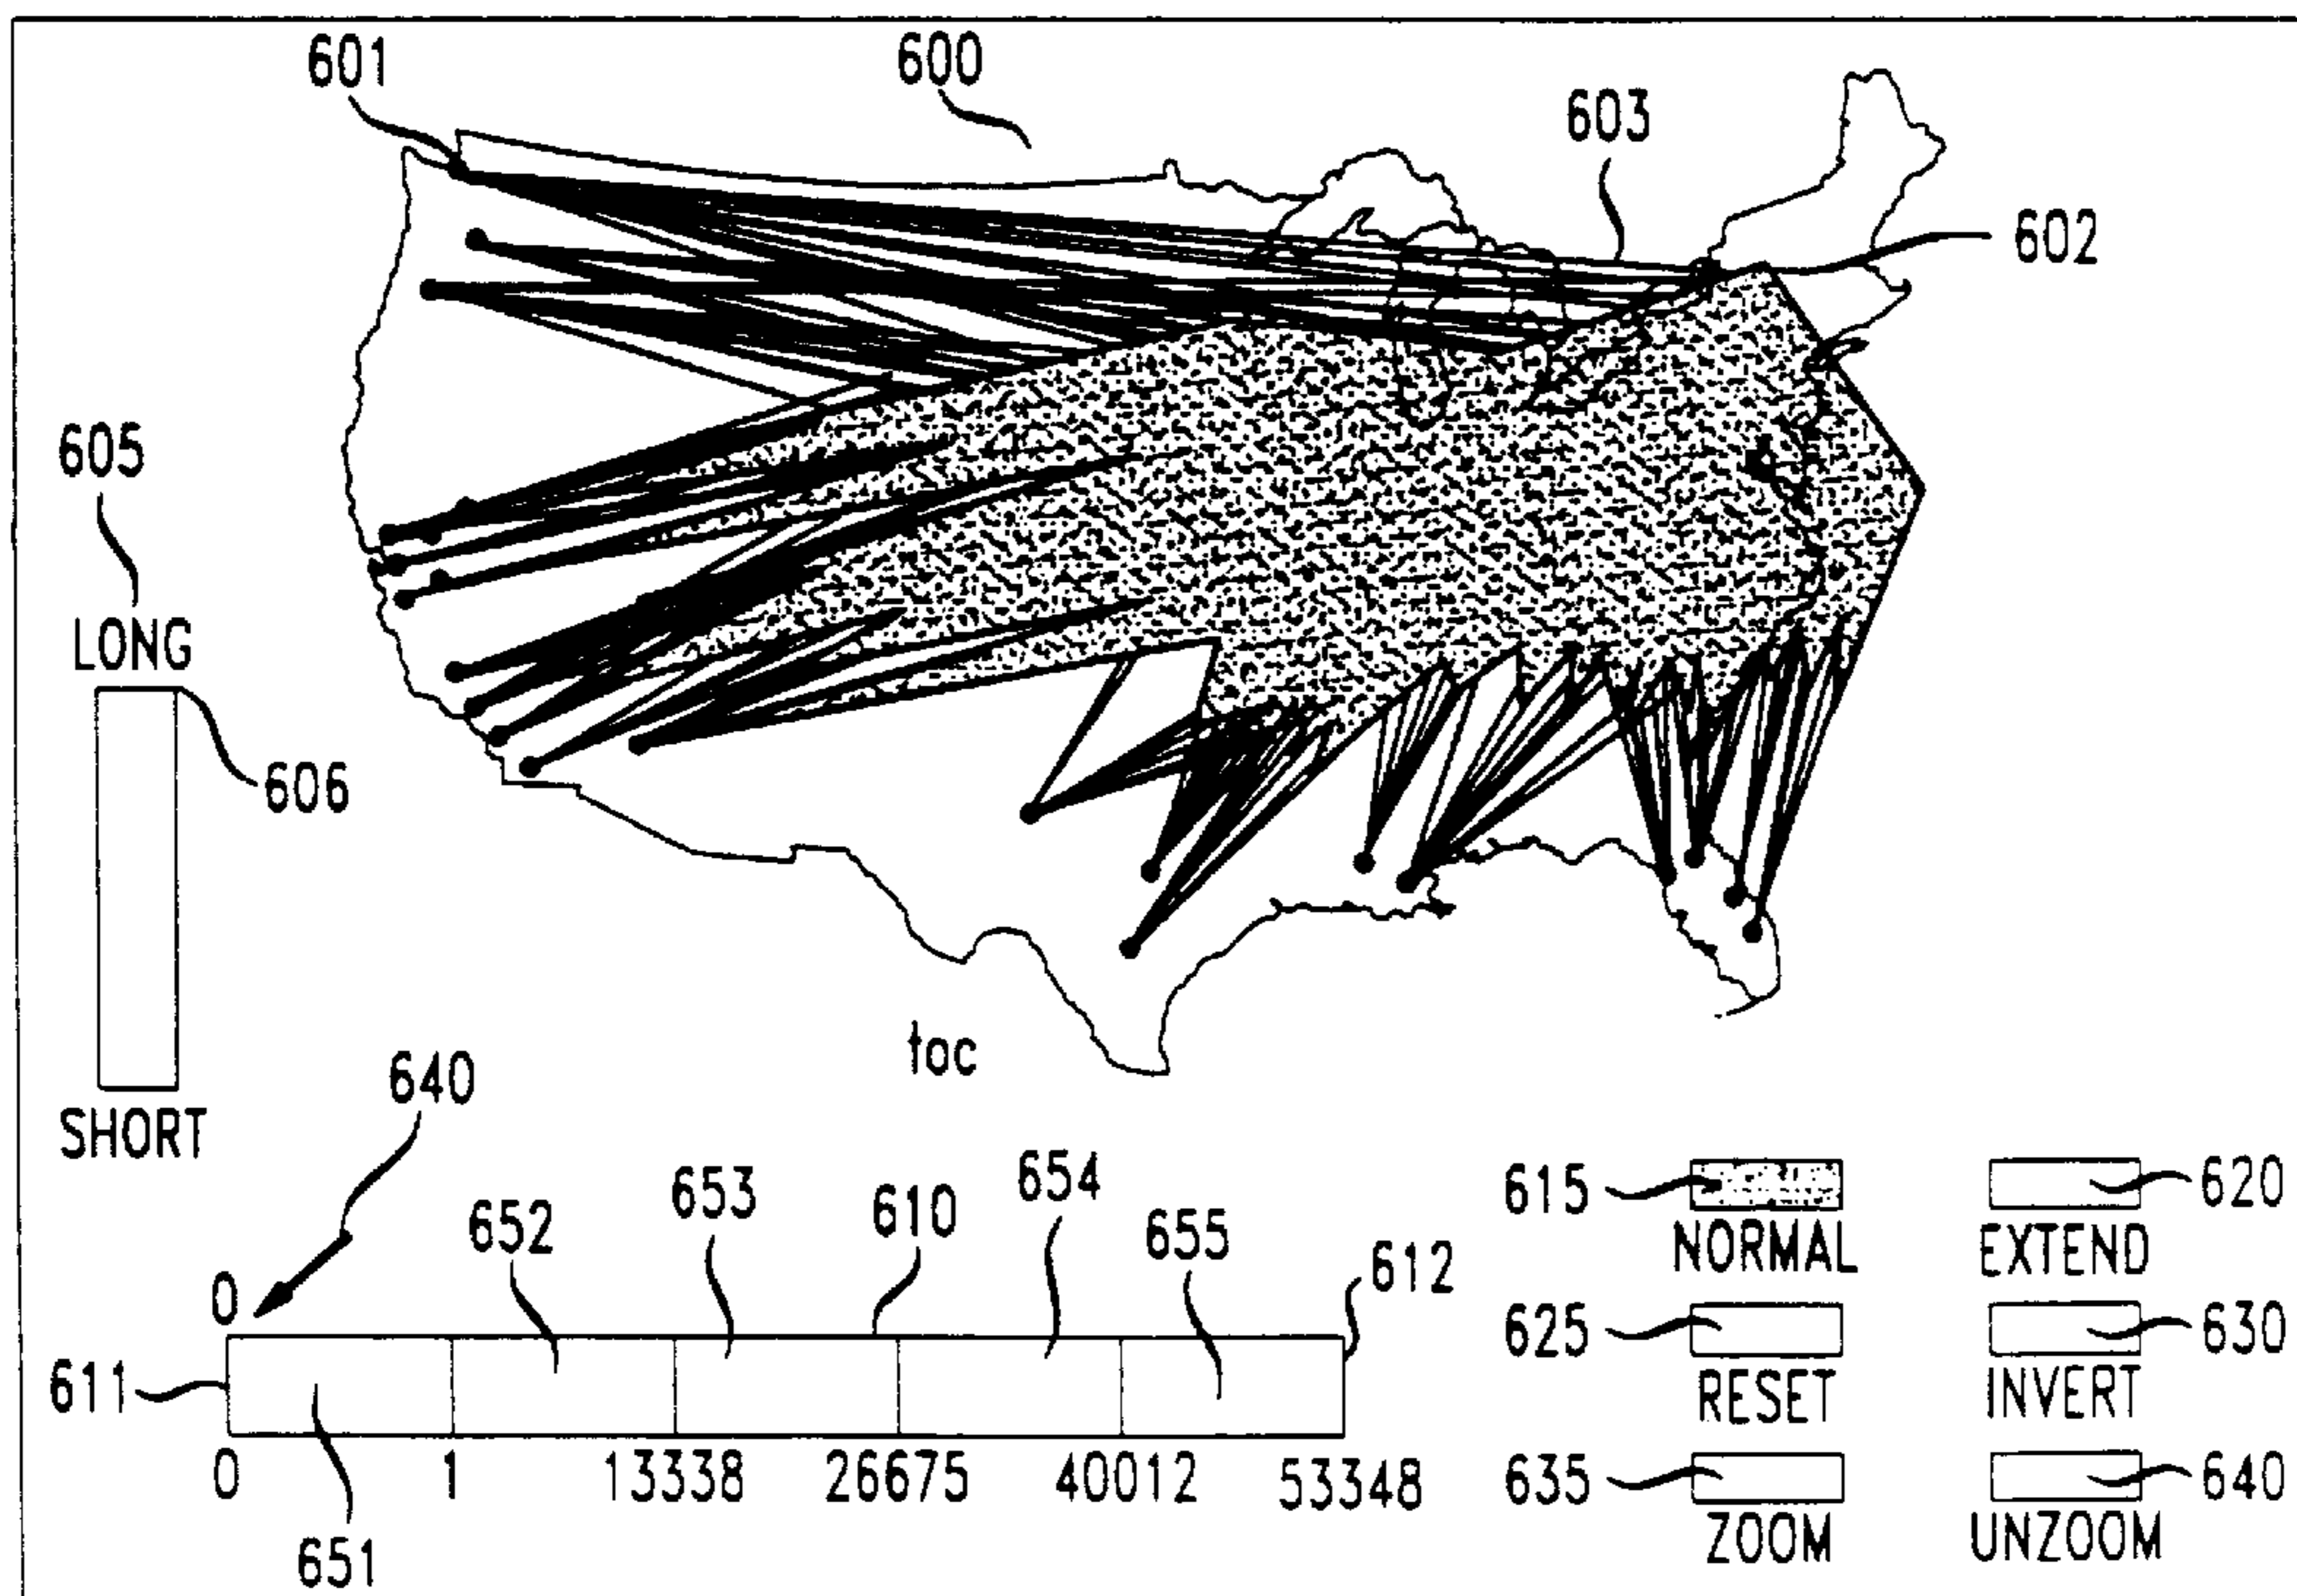 601
600
603
602
605
LONG
606
SHORT
toc
640
652
653
610
654
655
612
0
611
0 1 13338 26675 40012 53348
651
615
NORMAL
620
EXTEND
625
RESET
630
INVERT
635
ZOOM
640
UNZOOM